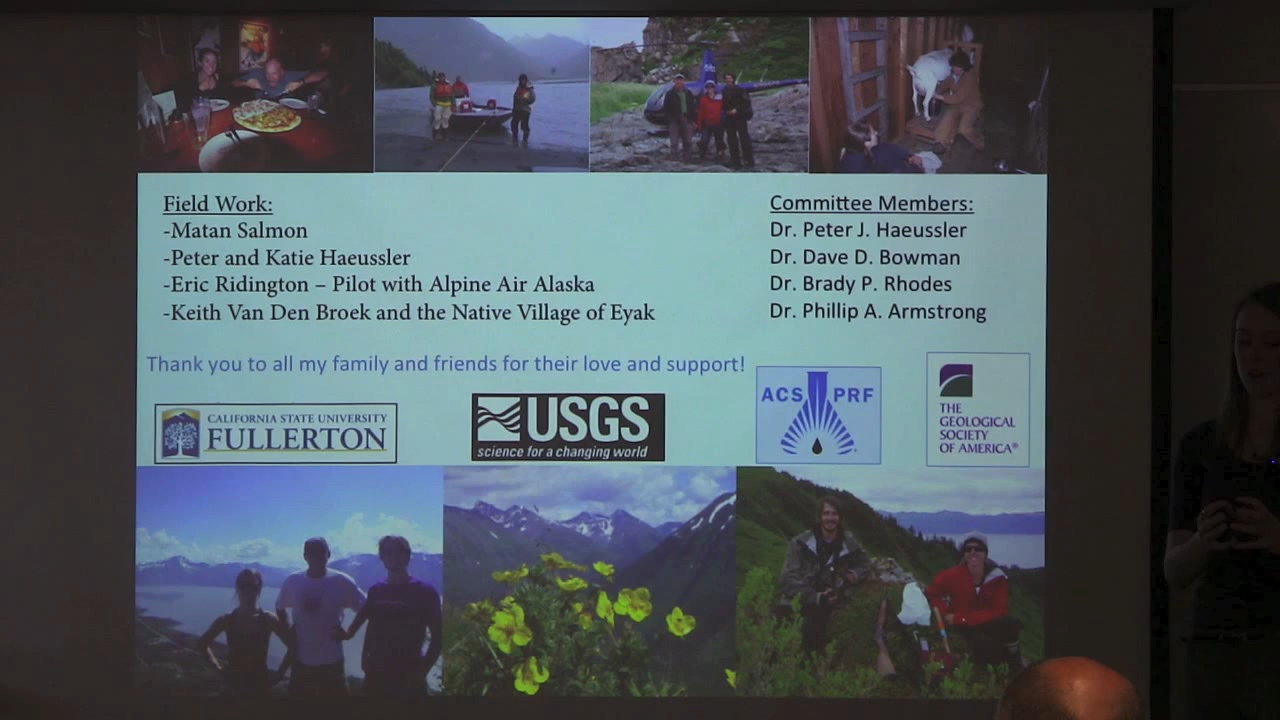 Field Work:
-Matan Salmon
-Peter and Katie Haeussler
-Eric Ridington – Pilot with Alpine Air Alaska
-Keith Van Den Broek and the Native Village of Eyak
Committee Members:
Dr. Peter J. Haeussler
Dr. Dave D. Bowman
Dr. Brady P. Rhodes
Dr. Phillip A. Armstrong
Thank you to all my family and friends for their love and support!
CALIFORNIA STATE UNIVERSITY
FULLERTON
USGS
science for a changing world
ACS PRF
THE
GEOLOGICAL
SOCIETY
OF AMERICA®